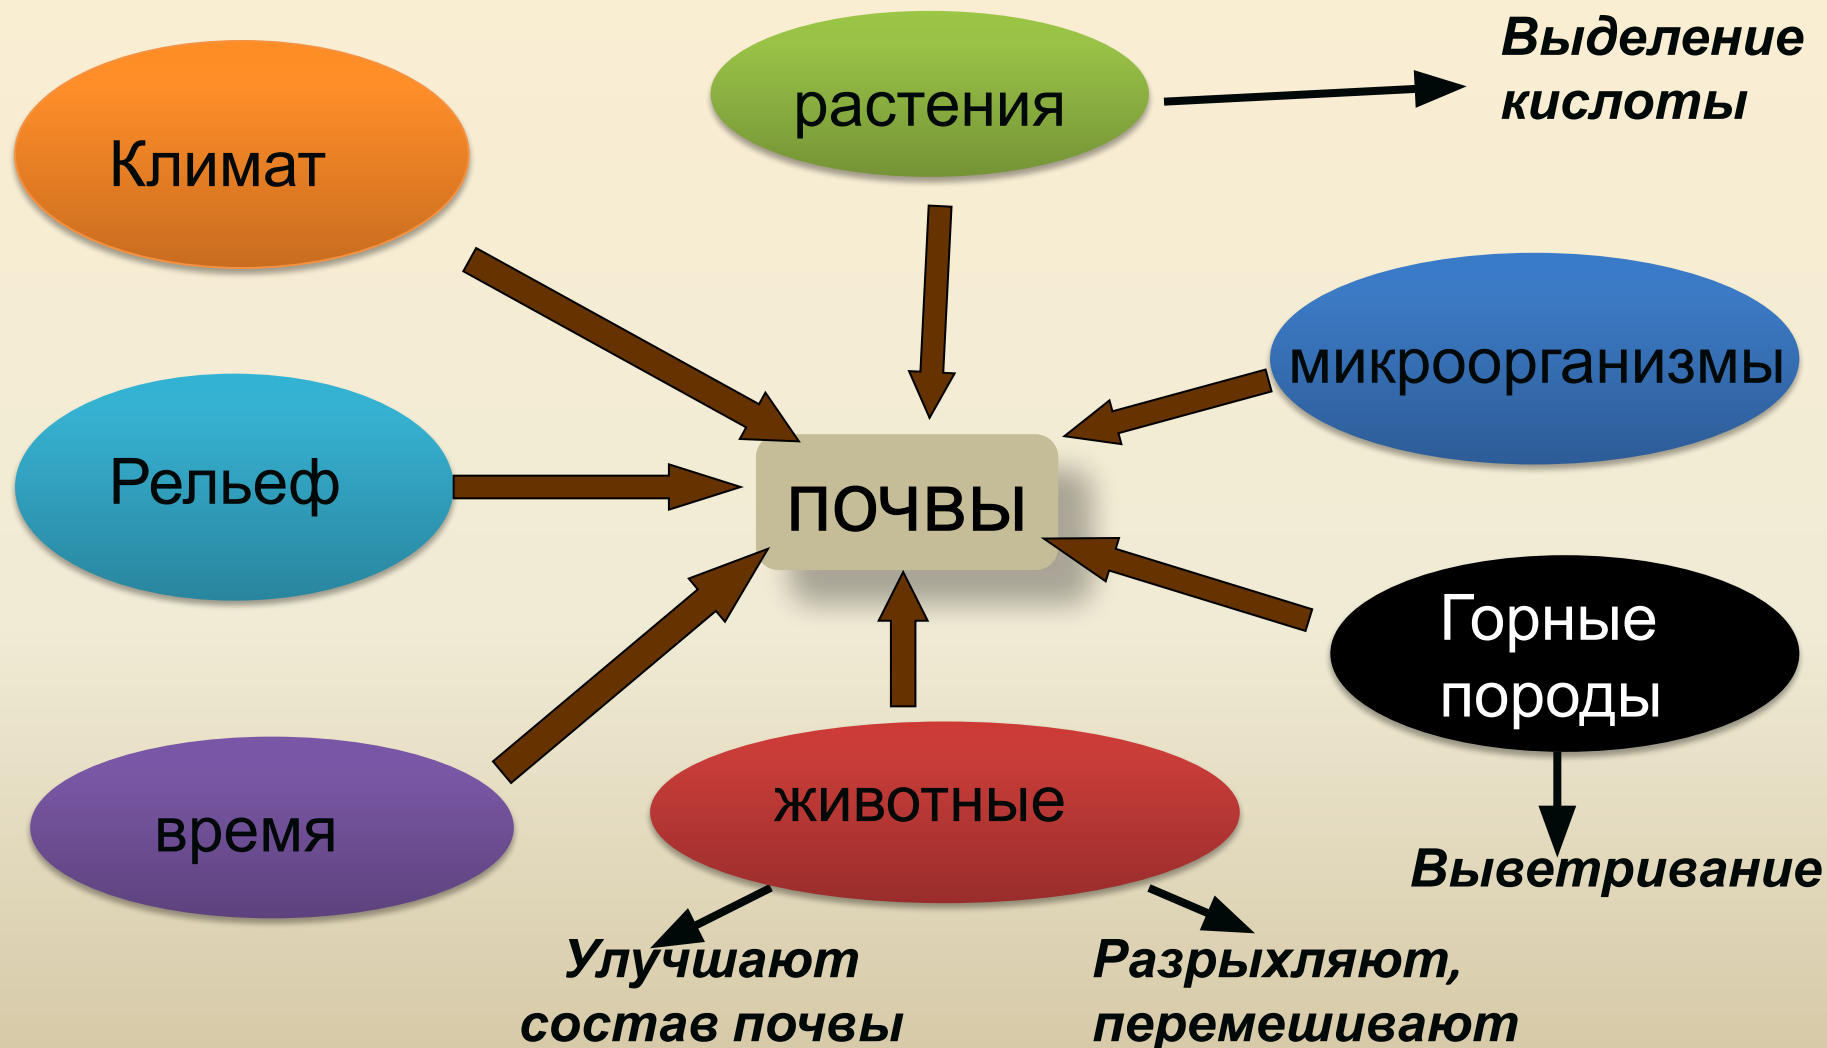 Выделение
кислоты
растения
Климат
микроорганизмы
Рельеф
почвы
Горные
породы
животные
время
Выветривание
Улучшают
состав почвы
Разрыхляют,
перемешивают